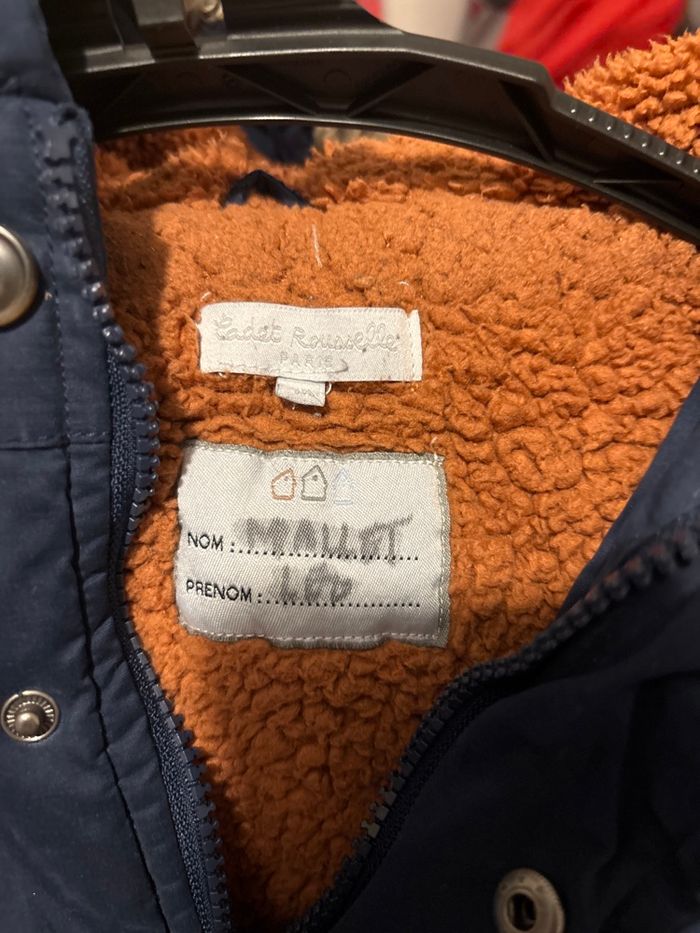 Cadet Rousselle
PARIS
NOM : MALLET
PRENOM : LEO